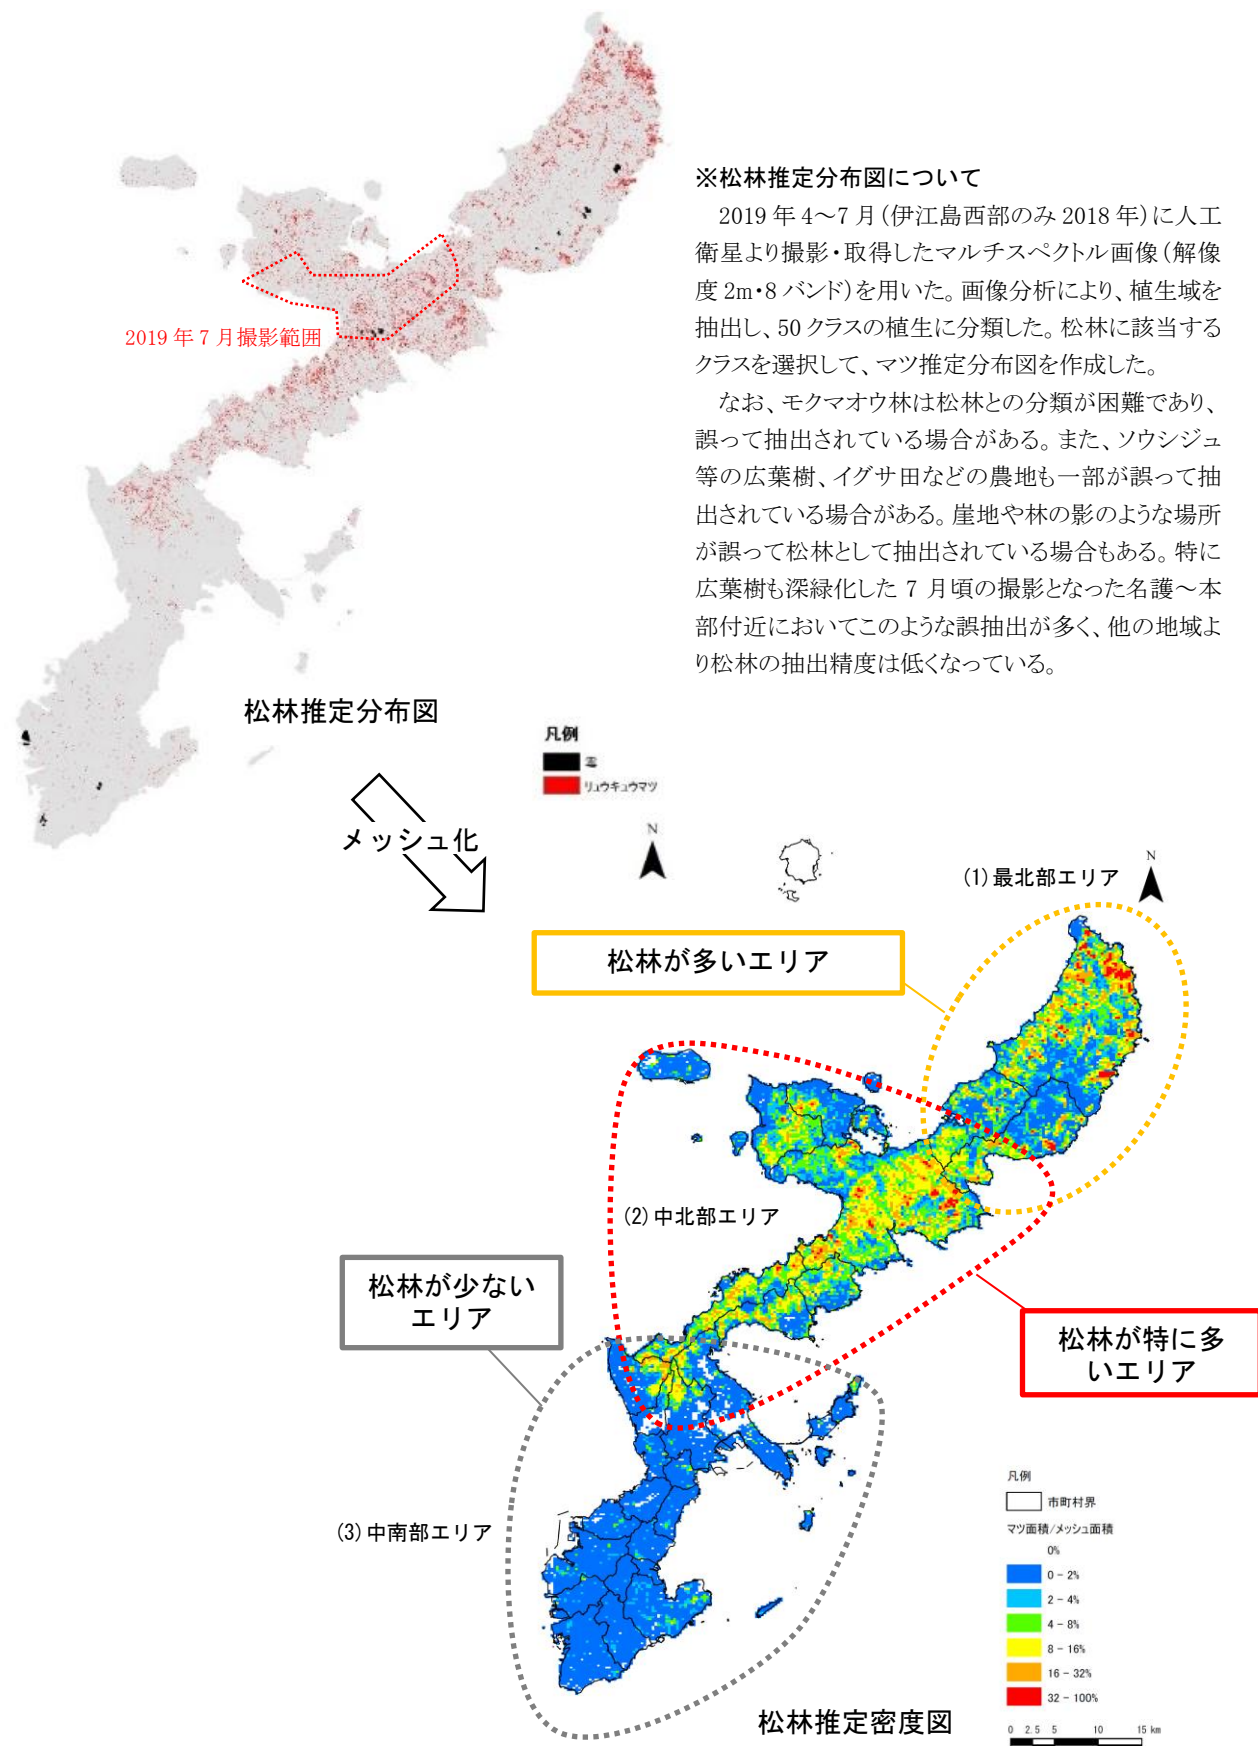 ※松林推定分布図について
2019年4～7月(伊江島西部のみ2018年)に人工
衛星より撮影・取得したマルチスペクトル画像(解像
度2m・8バンド)を用いた。画像分析により、植生域を
抽出し、50クラスの植生に分類した。松林に該当する
クラスを選択して、マツ推定分布図を作成した。
なお、モクマオウ林は松林との分類が困難であり、
誤って抽出されている場合がある。また、ソウシジュ
等の広葉樹、イグサ田などの農地も一部が誤って抽
出されている場合がある。崖地や林の影のような場所
が誤って松林として抽出されている場合もある。特に
広葉樹も深緑化した7月頃の撮影となった名護～本
部付近においてこのような誤抽出が多く、他の地域よ
り松林の抽出精度は低くなっている。
2019年7月撮影範囲
松林推定分布図
凡例
雲
リュウキュウマツ
メッシュ化
N
N
(1)最北部エリア
松林が多いエリア
(2)中北部エリア
松林が少ない
エリア
松林が特に多
いエリア
(3)中南部エリア
凡例
市町村界
マツ面積/メッシュ面積
0%
0 - 2%
2 - 4%
4 - 8%
8 - 16%
16 - 32%
32 - 100%
松林推定密度図
0 2.5 5 10 15 km